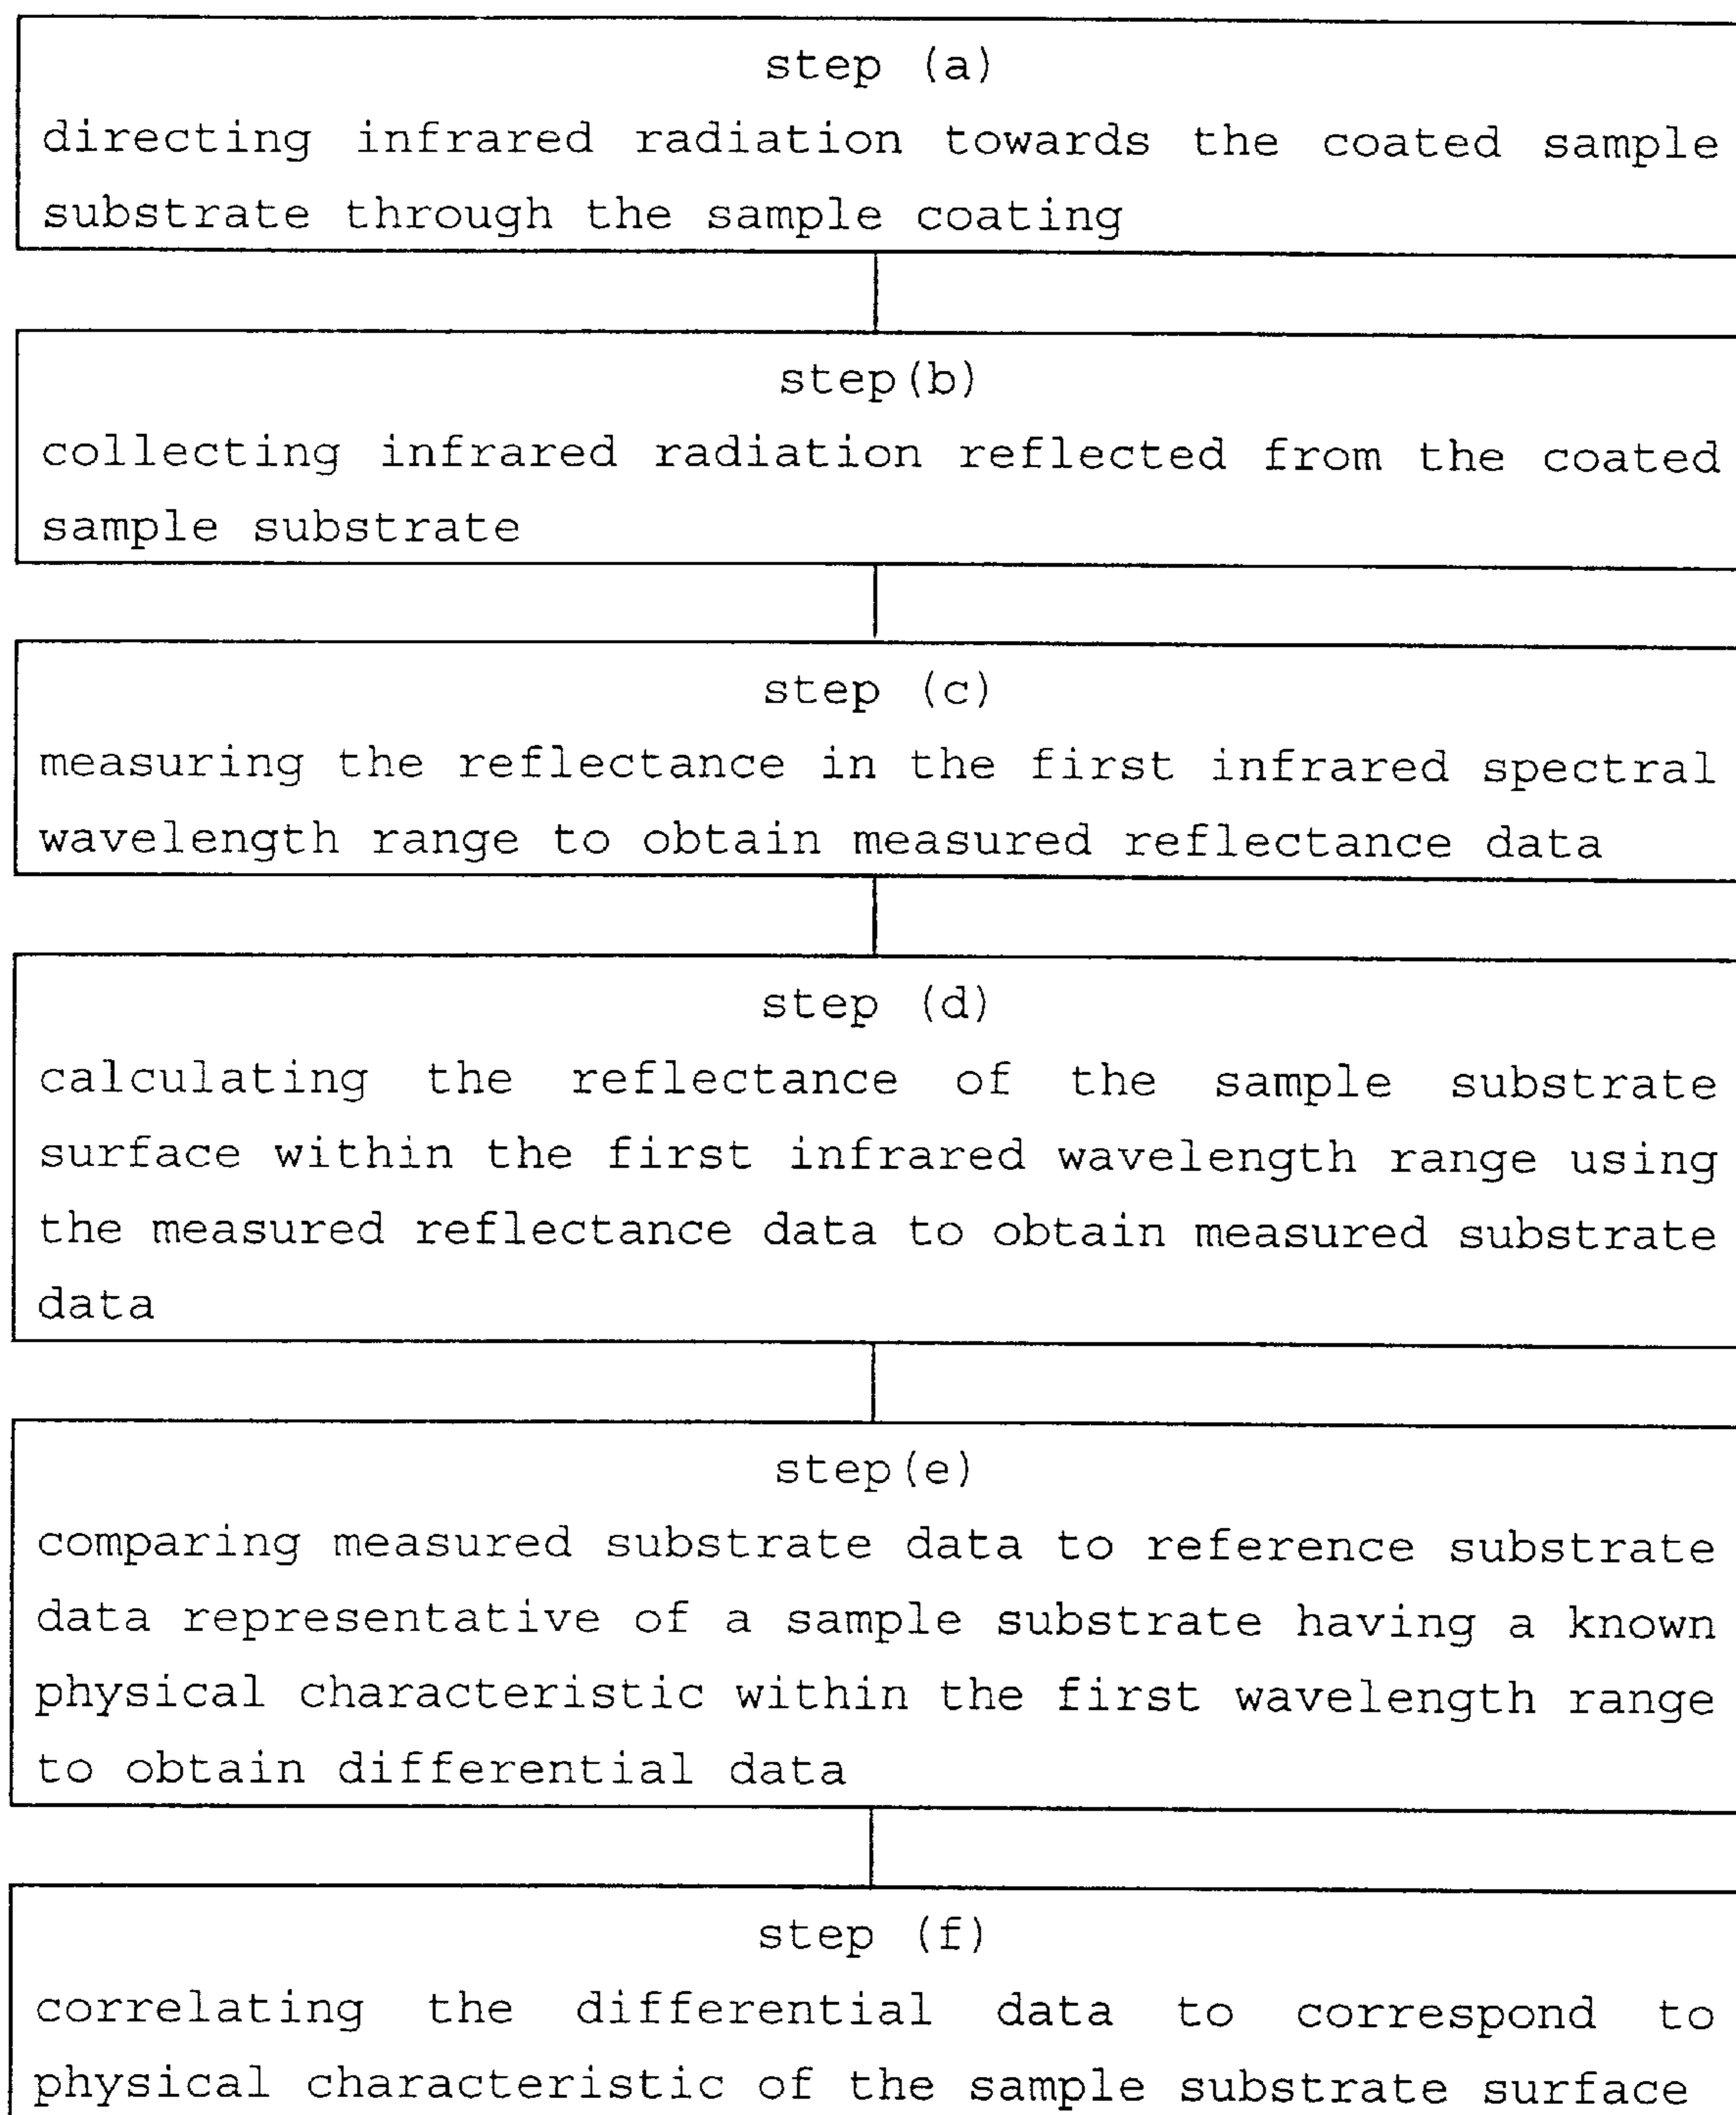 step (a)
directing infrared radiation towards the coated sample
substrate through the sample coating
step(b)
collecting infrared radiation reflected from the coated
sample substrate
step (c)
measuring the reflectance in the first infrared spectral
wavelength range to obtain measured reflectance data
step (d)
calculating the reflectance of the sample substrate
surface within the first infrared wavelength range using
the measured reflectance data to obtain measured substrate
data
step(e)
comparing measured substrate data to reference substrate
data representative of a sample substrate having a known
physical characteristic within the first wavelength range
to obtain differential data
step (f)
correlating the differential data to correspond to
physical characteristic of the sample substrate surface